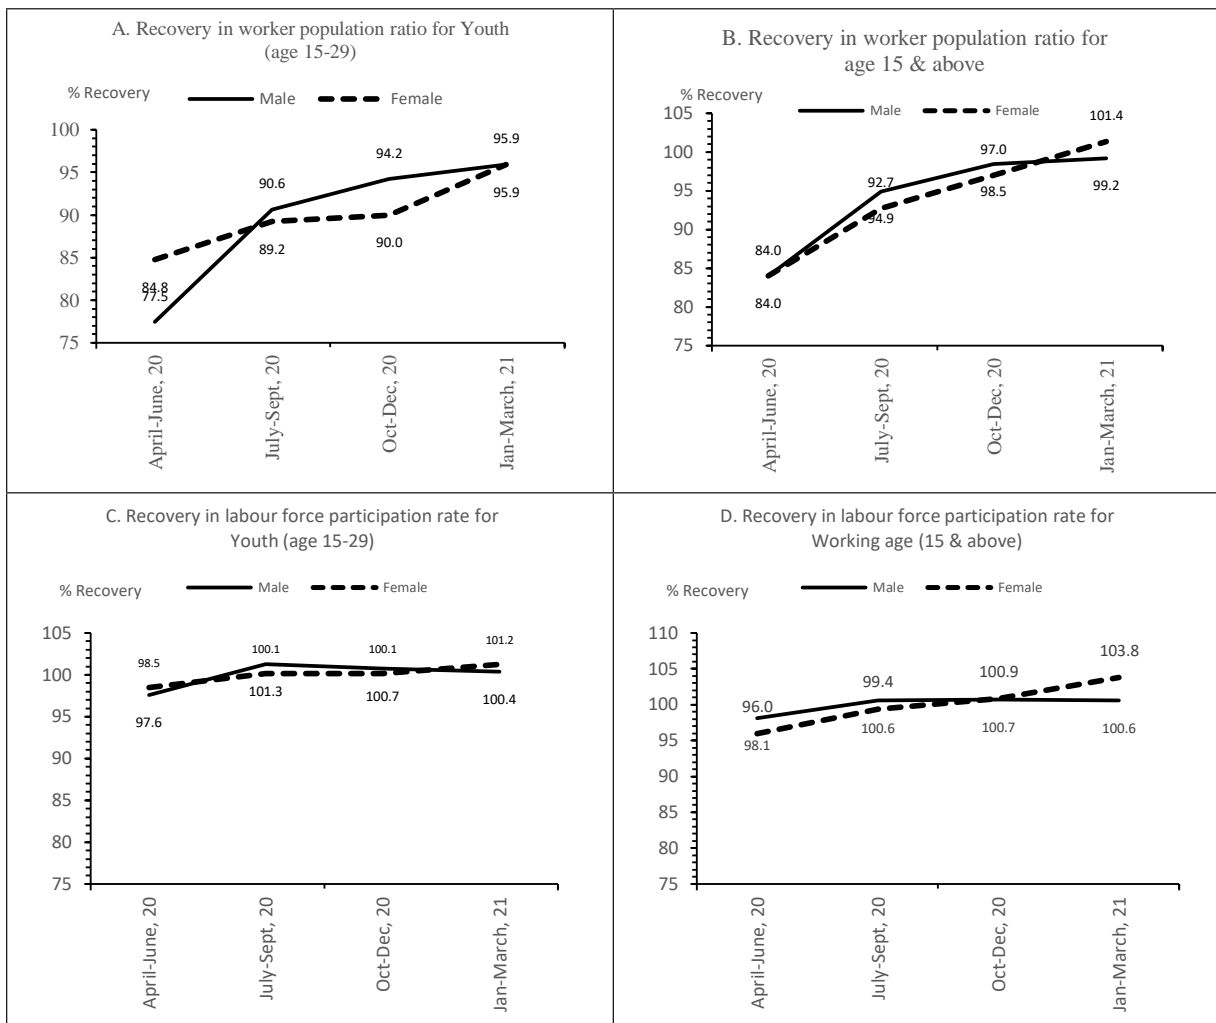 A. Recovery in worker population ratio for Youth
(age 15-29)
% Recovery
Male
Female
100
95
90
85
80
75
84.8
77.5
90.6
89.2
94.2
90.0
95.9
95.9
April-June, 20
July-Sept, 20
Oct-Dec, 20
Jan-March, 21
B. Recovery in worker population ratio for
age 15 & above
% Recovery
Male
Female
105
100
95
90
85
80
75
84.0
84.0
92.7
94.9
97.0
98.5
101.4
99.2
April-June, 20
July-Sept, 20
Oct-Dec, 20
Jan-March, 21
C. Recovery in labour force participation rate for
Youth (age 15-29)
% Recovery
Male
Female
105
100
95
90
85
80
75
98.5
97.6
100.1
101.3
100.1
100.7
101.2
100.4
April-June, 20
July-Sept, 20
Oct-Dec, 20
Jan-March, 21
D. Recovery in labour force participation rate for
Working age (15 & above)
% Recovery
Male
Female
110
105
100
95
90
85
80
75
96.0
98.1
99.4
100.6
100.9
100.7
103.8
100.6
April-June, 20
July-Sept, 20
Oct-Dec, 20
Jan-March, 21